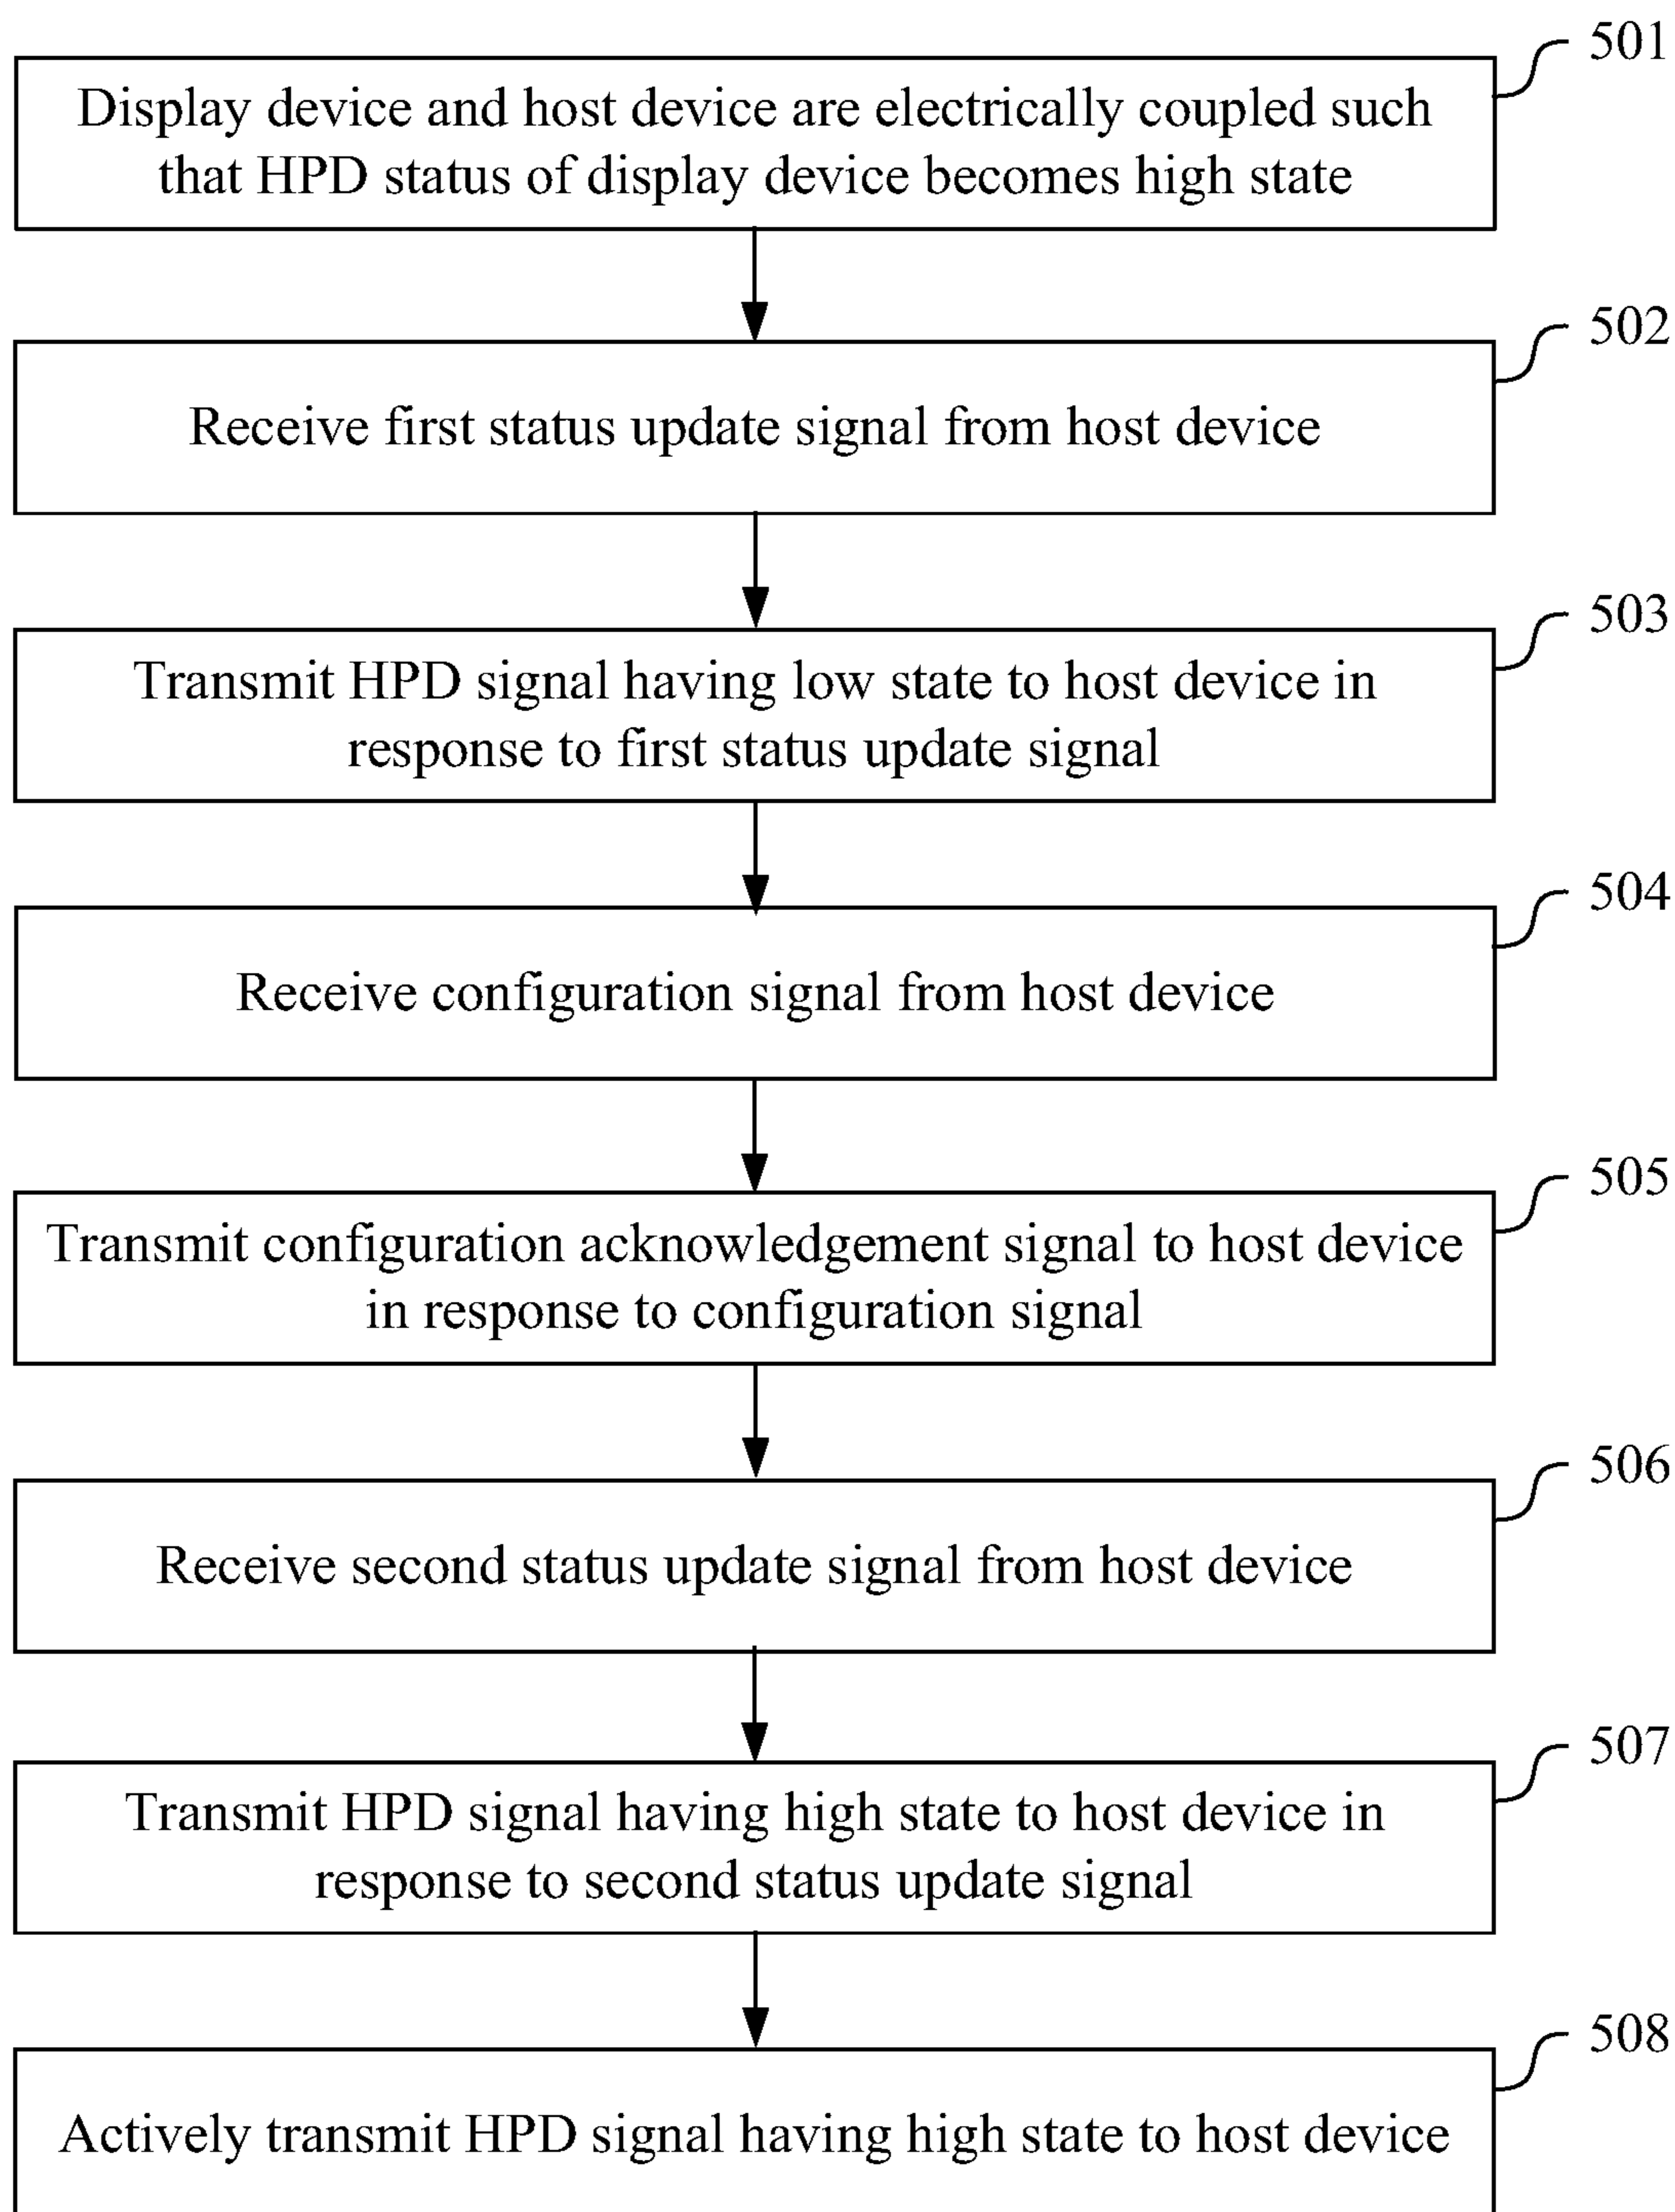 501
Display device and host device are electrically coupled such
that HPD status of display device becomes high state
502
Receive first status update signal from host device
503
Transmit HPD signal having low state to host device in
response to first status update signal
504
Receive configuration signal from host device
505
Transmit configuration acknowledgement signal to host device
in response to configuration signal
506
Receive second status update signal from host device
507
Transmit HPD signal having high state to host device in
response to second status update signal
508
Actively transmit HPD signal having high state to host device